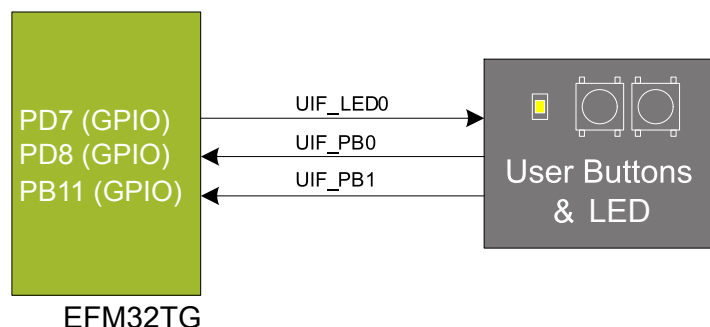 PD7 (GPIO)
PD8 (GPIO)
PB11 (GPIO)
UIF_LED0
UIF_PB0
UIF_PB1
User Buttons
& LED
EFM32TG